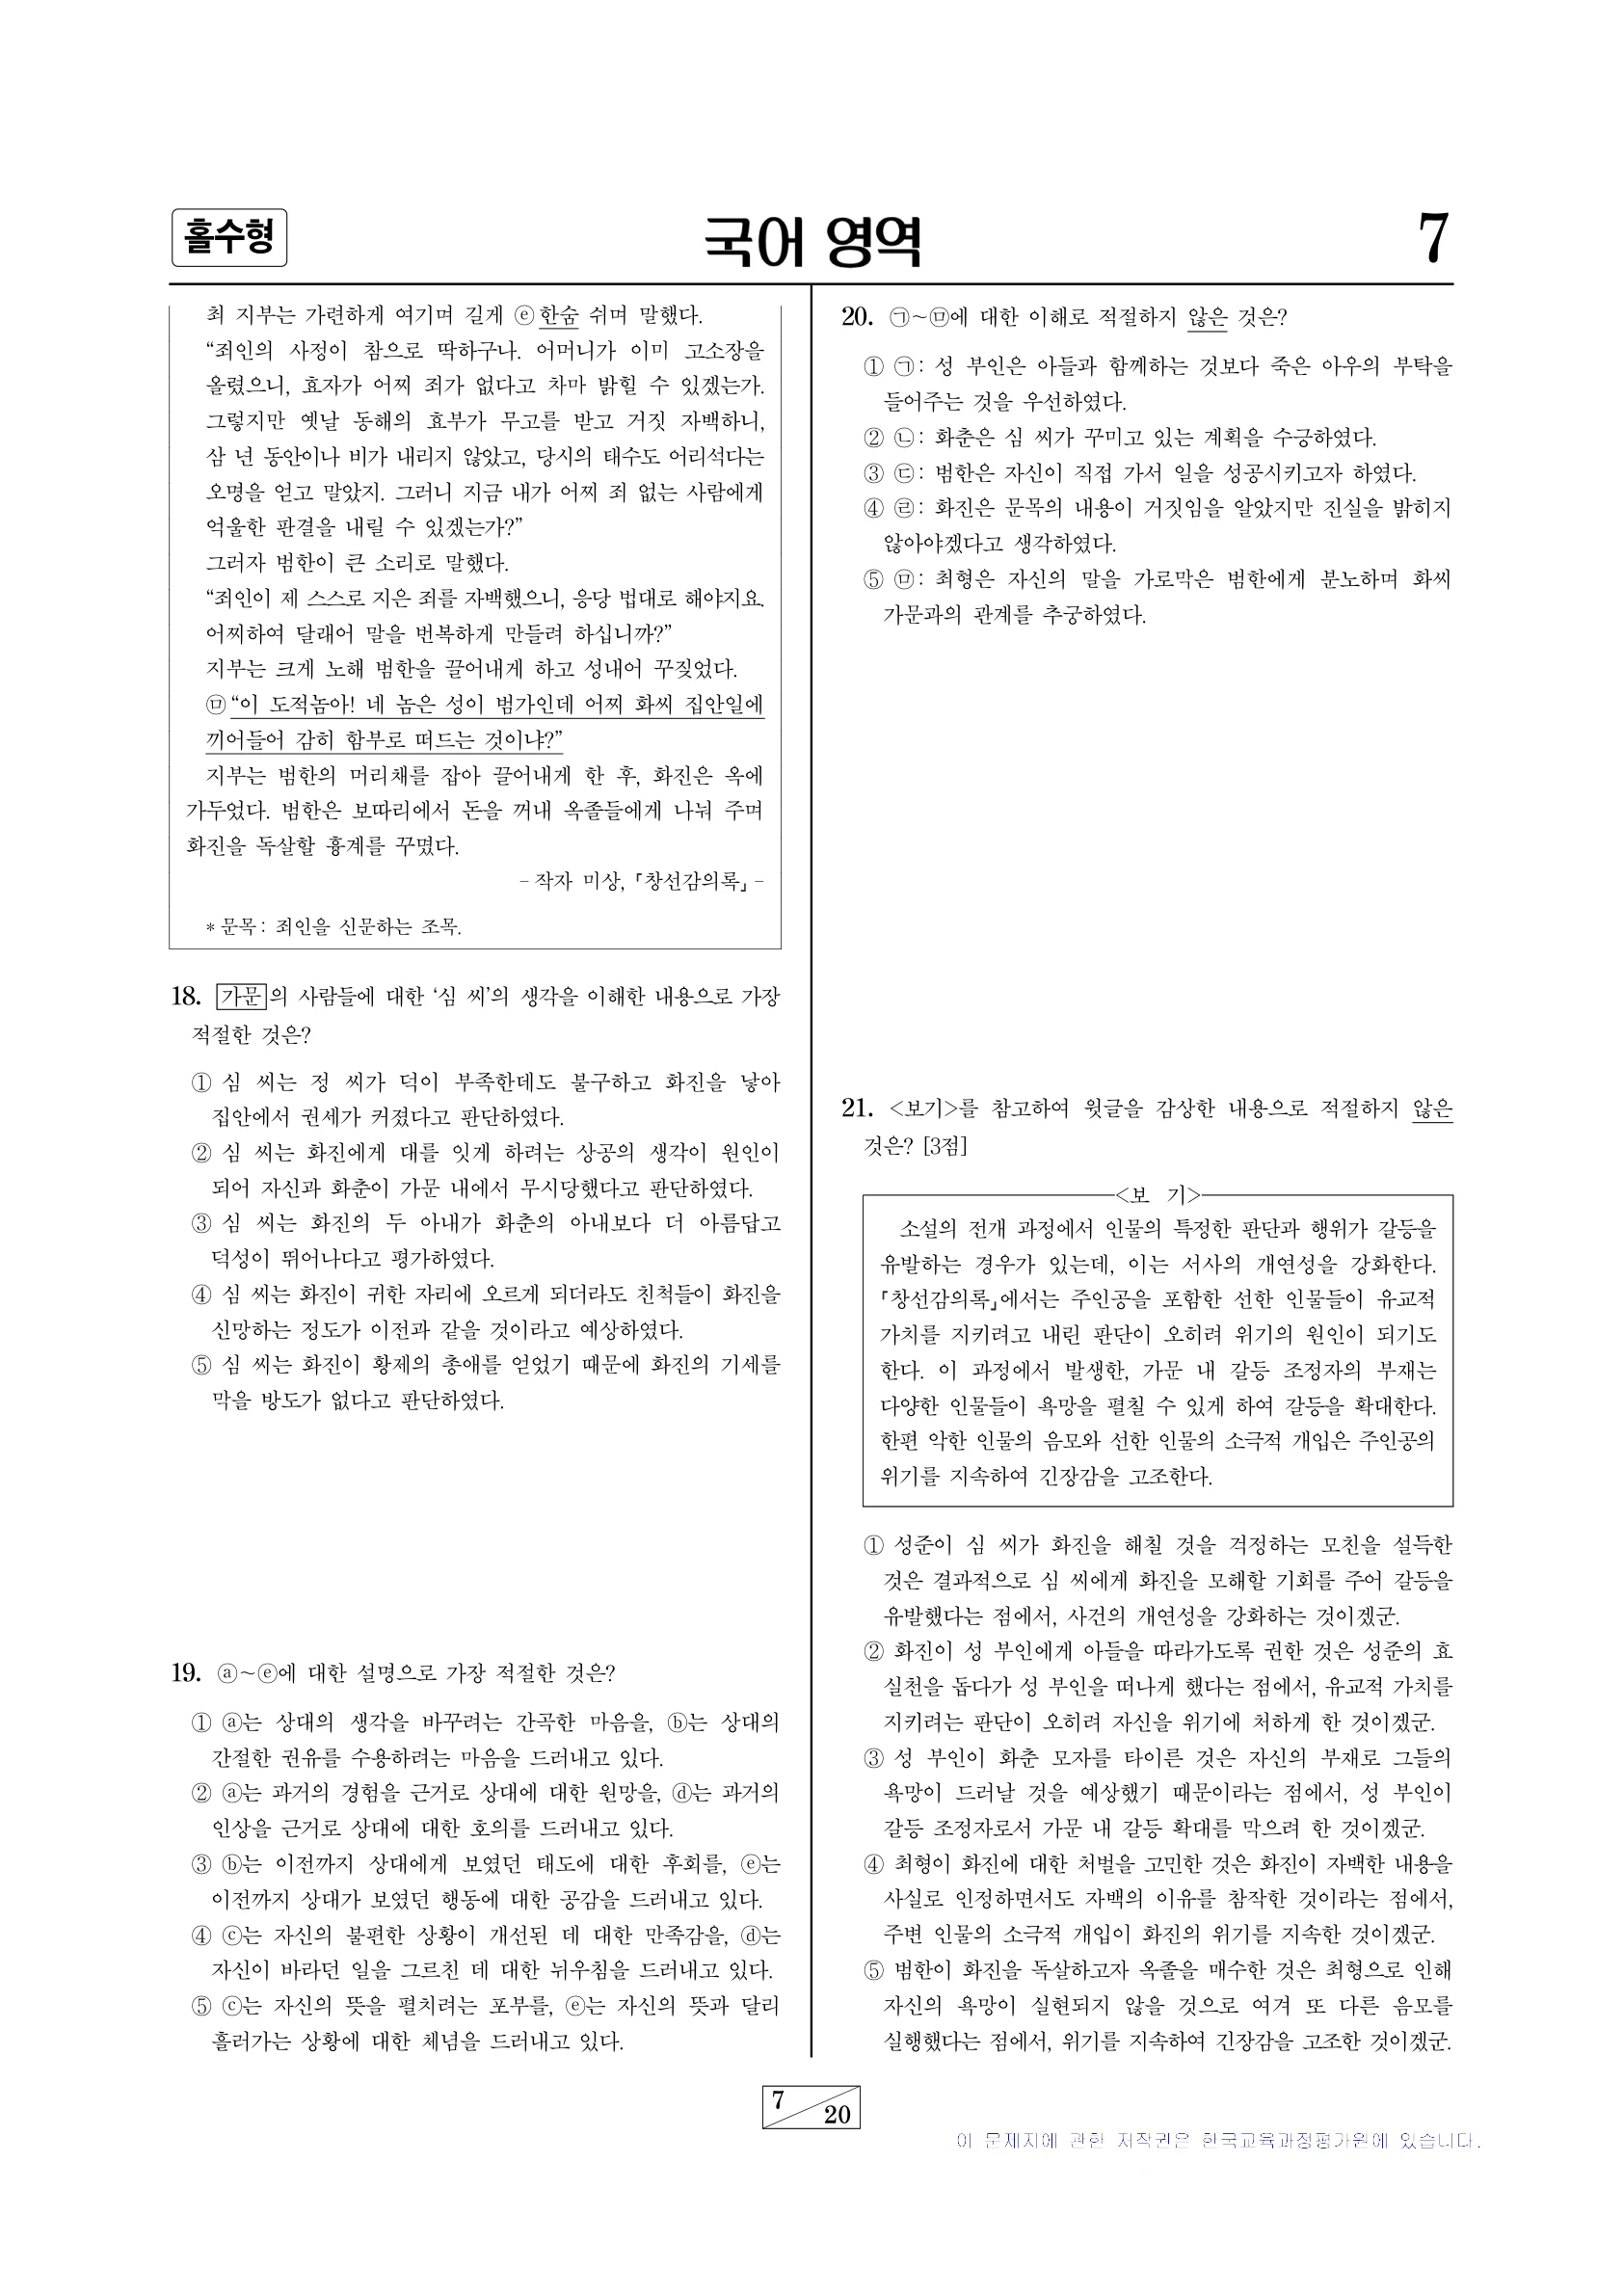 홀수형
국어 영역
7
최 지부는 가련하게 여기며 길게 ⓔ한숨 쉬며 말했다.
“죄인의 사정이 참으로 딱하구나. 어머니가 이미 고소장을
올렸으니, 효자가 어찌 죄가 없다고 차마 밝힐 수 있겠는가.
그렇지만 옛날 동해의 효부가 무고를 받고 거짓 자백하니,
삼 년 동안이나 비가 내리지 않았고, 당시의 태수도 어리석다는
오명을 얻고 말았지. 그러니 지금 내가 어찌 죄 없는 사람에게
억울한 판결을 내릴 수 있겠는가?”
그러자 범한이 큰 소리로 말했다.
“죄인이 제 스스로 지은 죄를 자백했으니, 응당 법대로 해야지요.
어찌하여 달래어 말을 번복하게 만들려 하십니까?”
지부는 크게 노해 범한을 끌어내게 하고 성내어 꾸짖었다.
㉤“이 도적놈아! 네 놈은 성이 범가인데 어찌 화씨 집안일에
끼어들어 감히 함부로 떠드는 것이냐?”
지부는 범한의 머리채를 잡아 끌어내게 한 후, 화진은 옥에
가두었다. 범한은 보따리에서 돈을 꺼내 옥졸들에게 나눠 주며
화진을 독살할 흉계를 꾸몄다.
- 작자 미상, 「창선감의록」 -
* 문목: 죄인을 신문하는 조목.
18. 가문의 사람들에 대한 ‘심 씨’의 생각을 이해한 내용으로 가장
적절한 것은?
① 심 씨는 정 씨가 덕이 부족한데도 불구하고 화진을 낳아
집안에서 권세가 커졌다고 판단하였다.
② 심 씨는 화진에게 대를 잇게 하려는 상공의 생각이 원인이
되어 자신과 화춘이 가문 내에서 무시당했다고 판단하였다.
③ 심 씨는 화진의 두 아내가 화춘의 아내보다 더 아름답고
덕성이 뛰어나다고 평가하였다.
④ 심 씨는 화진이 귀한 자리에 오르게 되더라도 친척들이 화진을
신망하는 정도가 이전과 같을 것이라고 예상하였다.
⑤ 심 씨는 화진이 황제의 총애를 얻었기 때문에 화진의 기세를
막을 방도가 없다고 판단하였다.
19. ⓐ~ⓔ에 대한 설명으로 가장 적절한 것은?
① ⓐ는 상대의 생각을 바꾸려는 간곡한 마음을, ⓑ는 상대의
간절한 권유를 수용하려는 마음을 드러내고 있다.
② ⓐ는 과거의 경험을 근거로 상대에 대한 원망을, ⓓ는 과거의
인상을 근거로 상대에 대한 호의를 드러내고 있다.
③ ⓑ는 이전까지 상대에게 보였던 태도에 대한 후회를, ⓔ는
이전까지 상대가 보였던 행동에 대한 공감을 드러내고 있다.
④ ⓒ는 자신의 불편한 상황이 개선된 데 대한 만족감을, ⓓ는
자신이 바라던 일을 그르친 데 대한 뉘우침을 드러내고 있다.
⑤ ⓒ는 자신의 뜻을 펼치려는 포부를, ⓔ는 자신의 뜻과 달리
흘러가는 상황에 대한 체념을 드러내고 있다.
20. ㉠~㉤에 대한 이해로 적절하지 않은 것은?
① ㉠: 성 부인은 아들과 함께하는 것보다 죽은 아우의 부탁을
들어주는 것을 우선하였다.
② ㉡: 화춘은 심 씨가 꾸미고 있는 계획을 수긍하였다.
③ ㉢: 범한은 자신이 직접 가서 일을 성공시키고자 하였다.
④ ㉣: 화진은 문목의 내용이 거짓임을 알았지만 진실을 밝히지
않아야겠다고 생각하였다.
⑤ ㉤: 최형은 자신의 말을 가로막은 범한에게 분노하며 화씨
가문과의 관계를 추궁하였다.
21. <보기>를 참고하여 윗글을 감상한 내용으로 적절하지 않은
것은? [3점]
<보 기>
소설의 전개 과정에서 인물의 특정한 판단과 행위가 갈등을
유발하는 경우가 있는데, 이는 서사의 개연성을 강화한다.
「창선감의록」에서는 주인공을 포함한 선한 인물들이 유교적
가치를 지키려고 내린 판단이 오히려 위기의 원인이 되기도
한다. 이 과정에서 발생한, 가문 내 갈등 조정자의 부재는
다양한 인물들이 욕망을 펼칠 수 있게 하여 갈등을 확대한다.
한편 악한 인물의 음모와 선한 인물의 소극적 개입은 주인공의
위기를 지속하여 긴장감을 고조한다.
① 성준이 심 씨가 화진을 해칠 것을 걱정하는 모친을 설득한
것은 결과적으로 심 씨에게 화진을 모해할 기회를 주어 갈등을
유발했다는 점에서, 사건의 개연성을 강화하는 것이겠군.
② 화진이 성 부인에게 아들을 따라가도록 권한 것은 성준의 효
실천을 돕다가 성 부인을 떠나게 했다는 점에서, 유교적 가치를
지키려는 판단이 오히려 자신을 위기에 처하게 한 것이겠군.
③ 성 부인이 화춘 모자를 타이른 것은 자신의 부재로 그들의
욕망이 드러날 것을 예상했기 때문이라는 점에서, 성 부인이
갈등 조정자로서 가문 내 갈등 확대를 막으려 한 것이겠군.
④ 최형이 화진에 대한 처벌을 고민한 것은 화진이 자백한 내용을
사실로 인정하면서도 자백의 이유를 참작한 것이라는 점에서,
주변 인물의 소극적 개입이 화진의 위기를 지속한 것이겠군.
⑤ 범한이 화진을 독살하고자 옥졸을 매수한 것은 최형으로 인해
자신의 욕망이 실현되지 않을 것으로 여겨 또 다른 음모를
실행했다는 점에서, 위기를 지속하여 긴장감을 고조한 것이겠군.
7
20
이 문제지에 관한 저작권은 한국교육과정평가원에 있습니다.